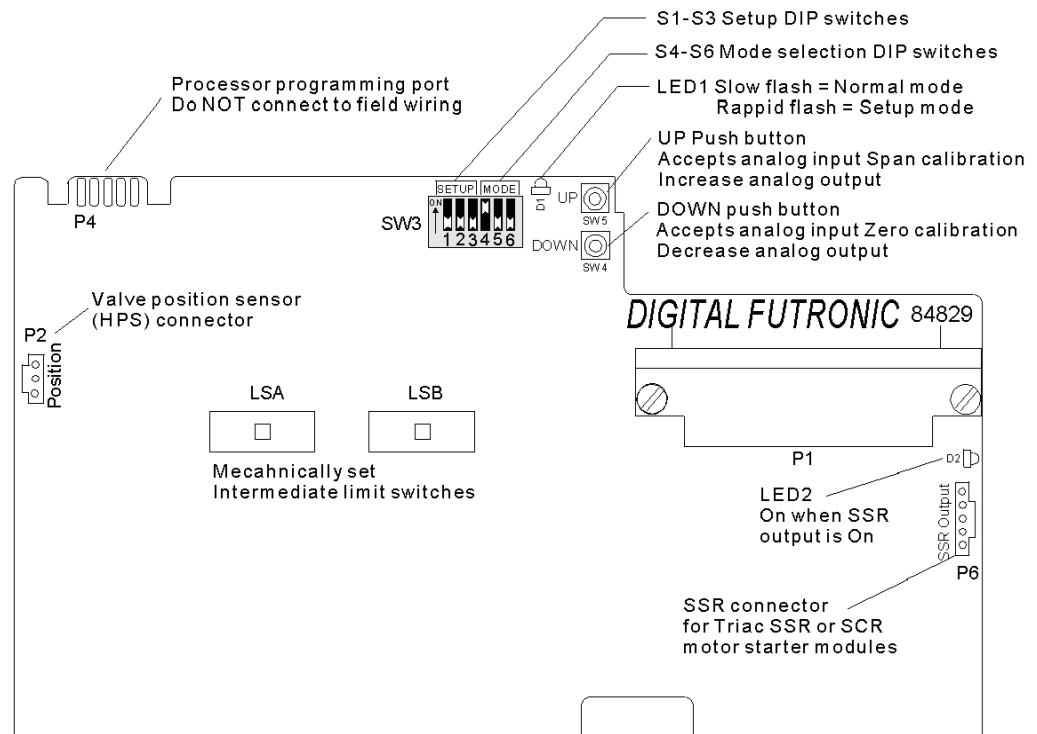 S1-S3 Setup DIP switches
S4-S6 Mode selection DIP switches
LED1 Slow flash = Normal mode
Rappid flash = Setup mode
Processor programming port
Do NOT connect to field wiring
UP Push button
Accepts analog input Span calibration
Increase analog output
DOWN push button
Accepts analog input Zero calibration
Decrease analog output
P4
SETUP MODE
ON
SW3
1 2 3 4 5 6
D1
UP
SW5
DOWN
SW4
Valve position sensor
(HPS) connector
P2
Position
DIGITAL FUTRONIC 84829
LSA
LSB
Mecahnically set
Intermediate limit switches
P1
D2
LED2
On when SSR
output is On
SSR Output
P6
SSR connector
for Triac SSR or SCR
motor starter modules